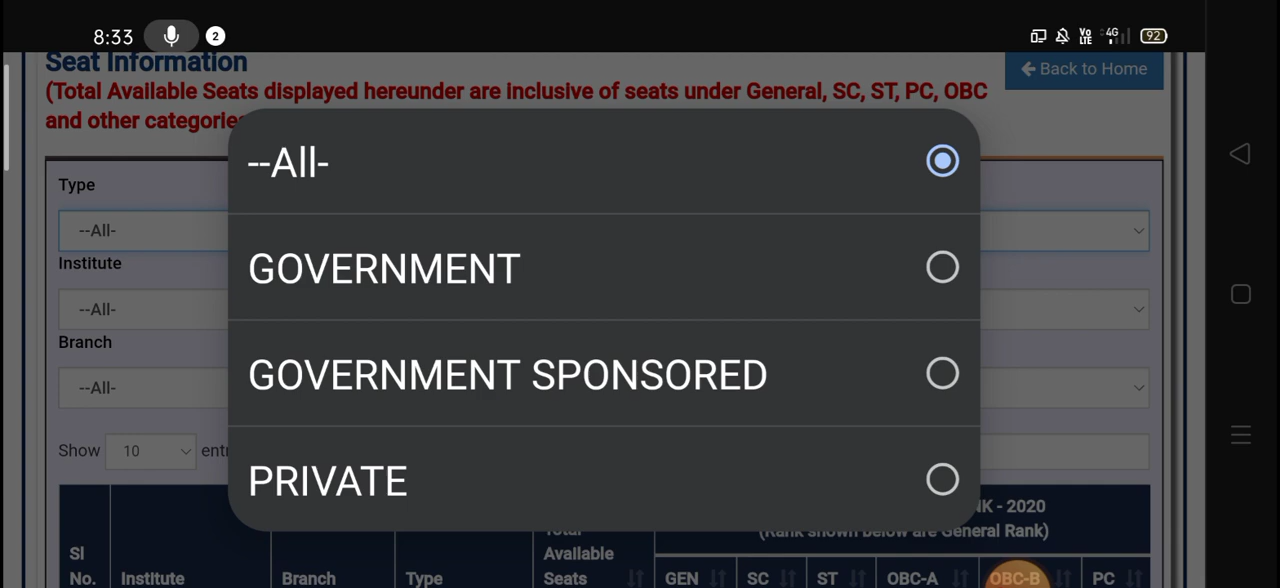 8:33
2
Vo
LTE
4G
92
Seat Information
Back to Home
(Total Available Seats displayed hereunder are inclusive of seats under General, SC, ST, PC, OBC
and other categorie
Type
--All-
Institute
--All-
Branch
--All-
Show 10 entr
--All-
GOVERNMENT
GOVERNMENT SPONSORED
PRIVATE
NK - 2020
(Rank shown below are General Rank)
Sl
No.
Institute
Branch
Type
Total
Available
Seats
GEN
SC
ST
OBC-A
OBC-B
PC